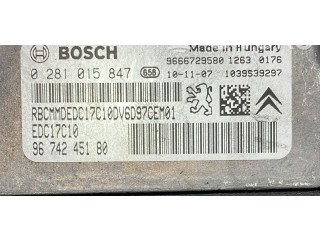 BOSCH
Made in Hungary
9666729580 1263 0176
0 281 015 847 658 10-11-07 1039S39297
RBCMMDEDC17C10DV6D97CEM01
EDC17C10
96 742 451 80